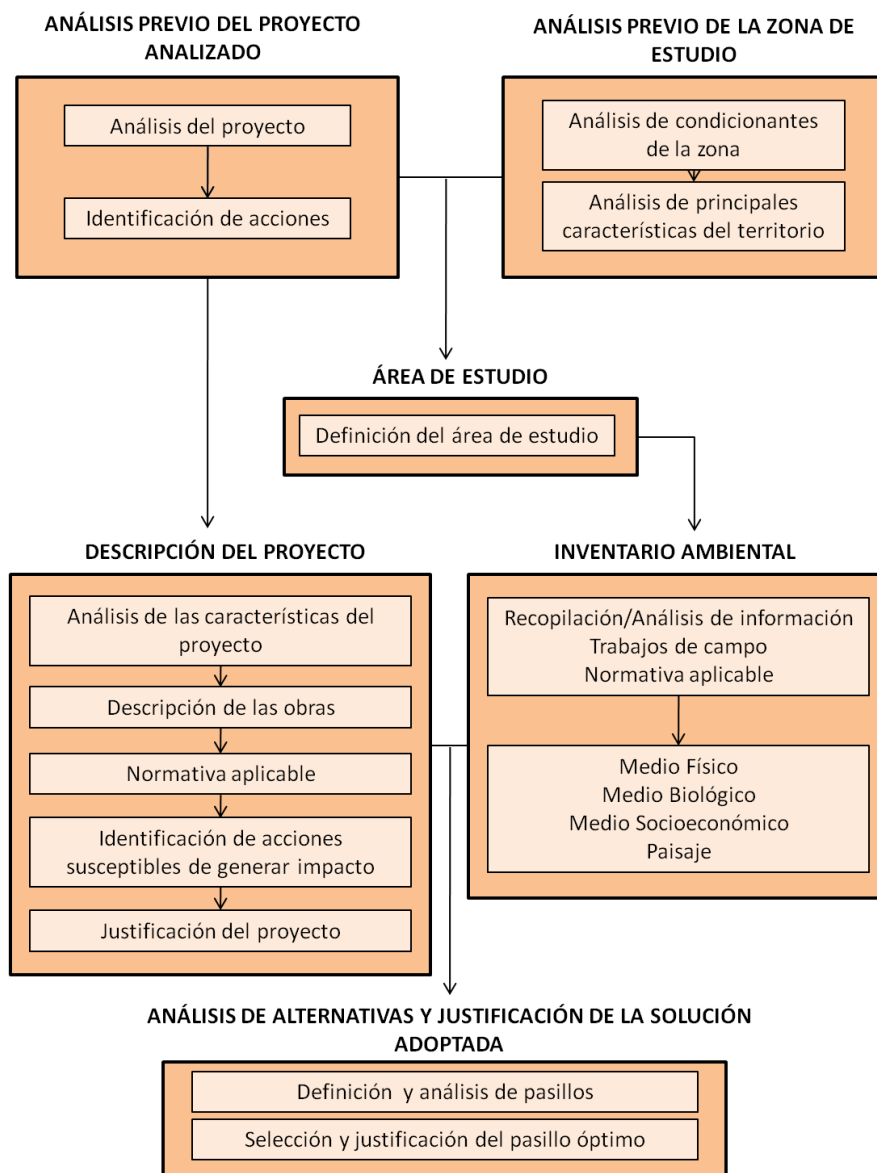 ANÁLISIS PREVIO DEL PROYECTO
ANALIZADO
Análisis del proyecto
Identificación de acciones
ANÁLISIS PREVIO DE LA ZONA DE
ESTUDIO
Análisis de condicionantes
de la zona
Análisis de principales
características del territorio
ÁREA DE ESTUDIO
Definición del área de estudio
DESCRIPCIÓN DEL PROYECTO
Análisis de las características del
proyecto
Descripción de las obras
Normativa aplicable
Identificación de acciones
susceptibles de generar impacto
Justificación del proyecto
INVENTARIO AMBIENTAL
Recopilación/Análisis de información
Trabajos de campo
Normativa aplicable
Medio Físico
Medio Biológico
Medio Socioeconómico
Paisaje
ANÁLISIS DE ALTERNATIVAS Y JUSTIFICACIÓN DE LA SOLUCIÓN
ADOPTADA
Definición y análisis de pasillos
Selección y justificación del pasillo óptimo